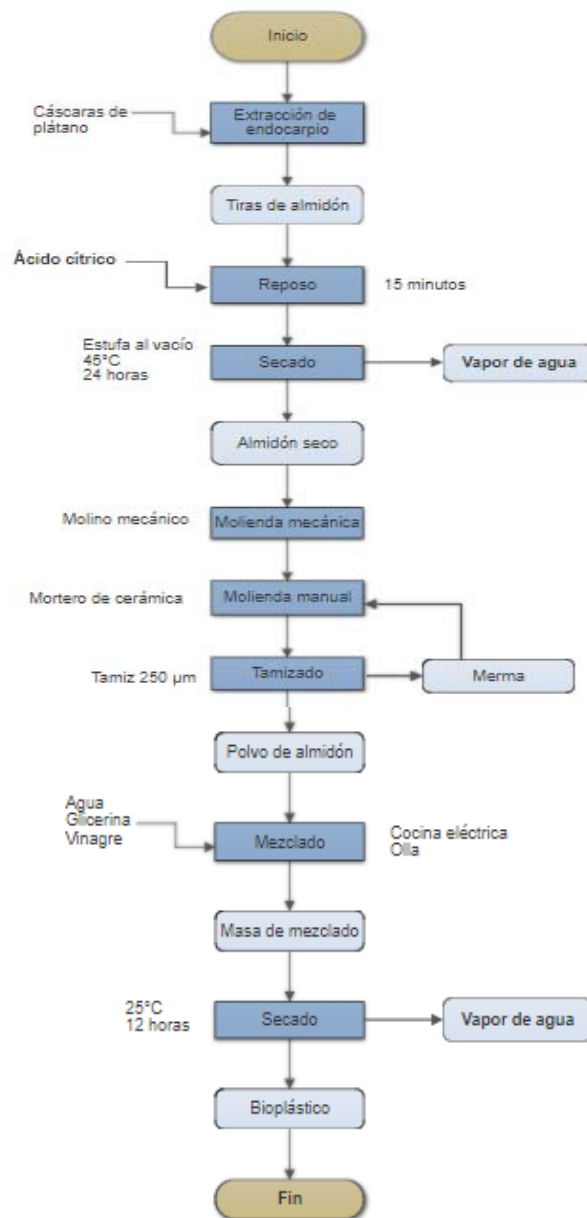 Inicio
Cáscaras de
plátano
Extracción de
endocarpio
Tiras de almidón
Ácido cítrico
Reposo
15 minutos
Estufa al vacío
45°C
24 horas
Secado
Vapor de agua
Almidón seco
Molino mecánico
Molienda mecánica
Mortero de cerámica
Molienda manual
Tamiz 250 µm
Tamizado
Merma
Polvo de almidón
Agua
Glicerina
Vinagre
Mezclado
Cocina eléctrica
Olla
Masa de mezclado
25°C
12 horas
Secado
Vapor de agua
Bioplástico
Fin